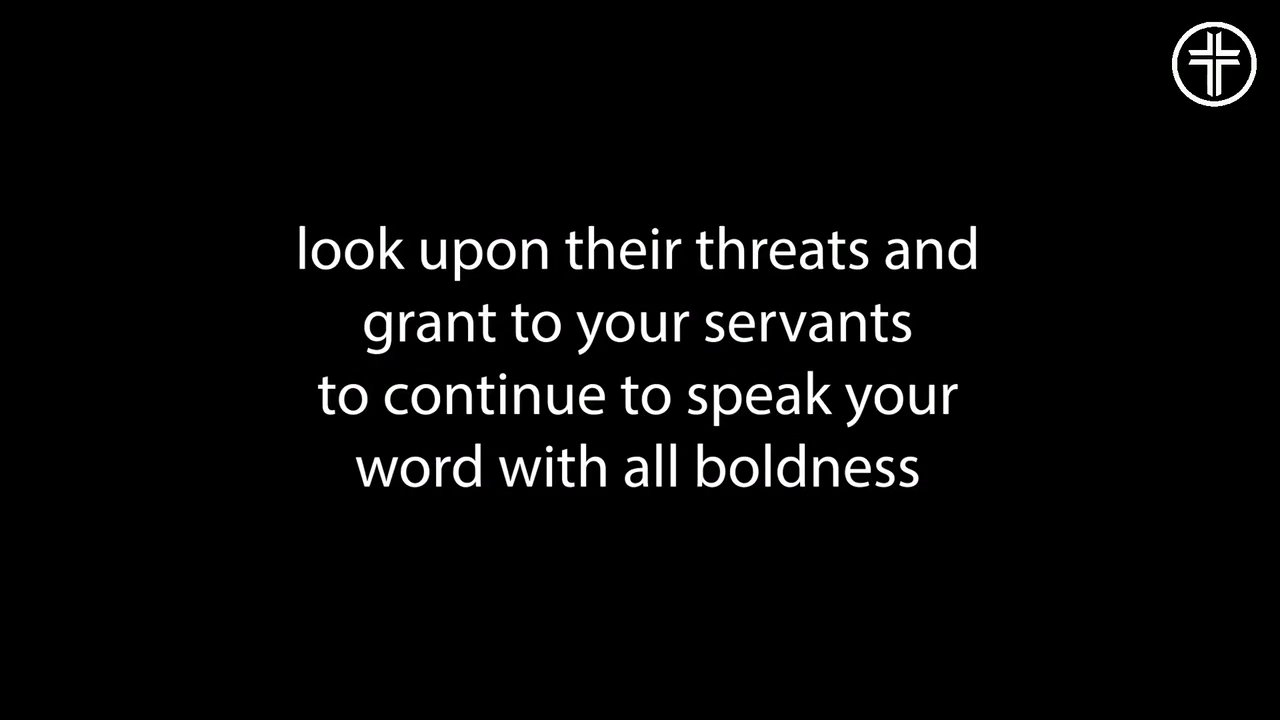 look upon their threats and
grant to your servants
to continue to speak your
word with all boldness